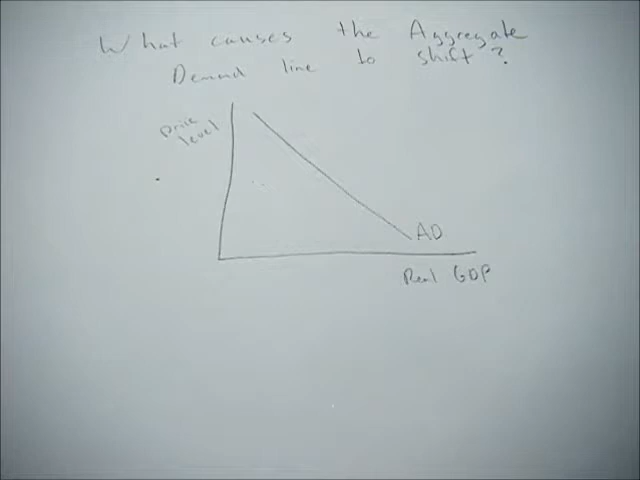 What causes the Aggregate
Demand line to shift?
price
level
AD
Real GDP